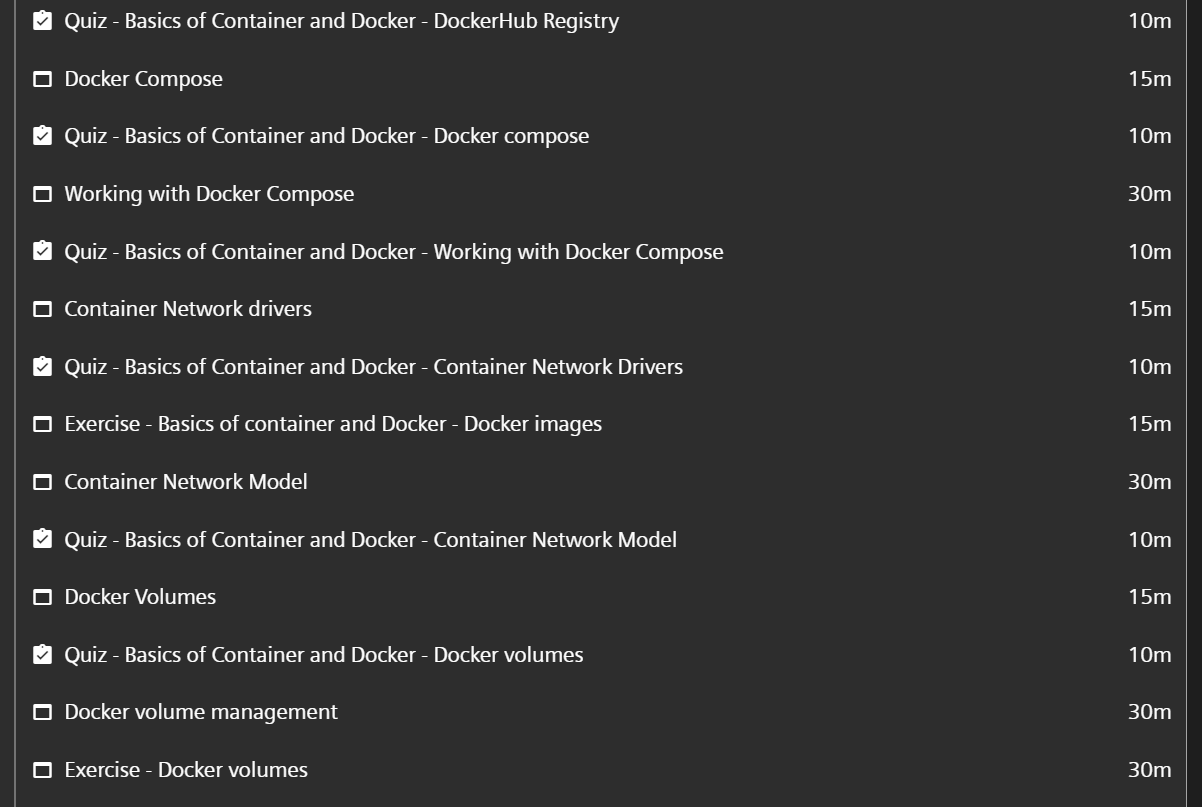 Quiz - Basics of Container and Docker - DockerHub Registry 10m
Docker Compose 15m
Quiz - Basics of Container and Docker - Docker compose 10m
Working with Docker Compose 30m
Quiz - Basics of Container and Docker - Working with Docker Compose 10m
Container Network drivers 15m
Quiz - Basics of Container and Docker - Container Network Drivers 10m
Exercise - Basics of container and Docker - Docker images 15m
Container Network Model 30m
Quiz - Basics of Container and Docker - Container Network Model 10m
Docker Volumes 15m
Quiz - Basics of Container and Docker - Docker volumes 10m
Docker volume management 30m
Exercise - Docker volumes 30m